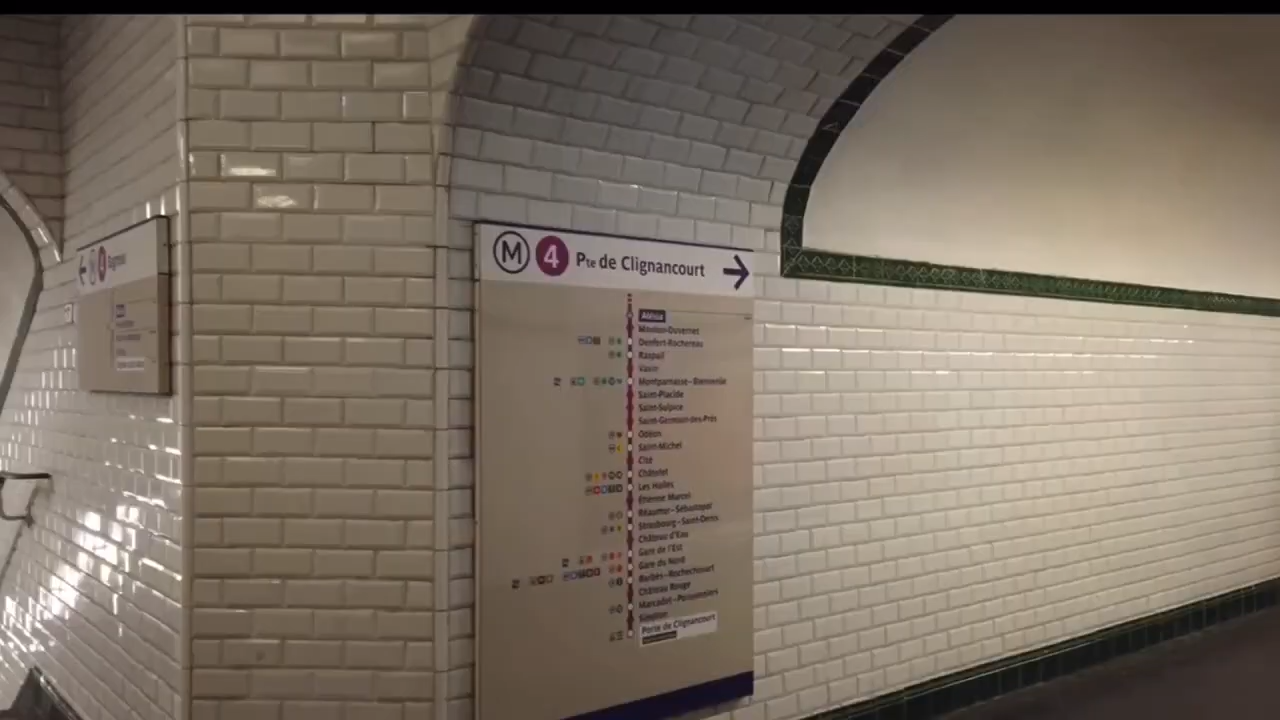 M 4 Pte de Clignancourt →
Alésia
Mouton-Duvernet
Denfert-Rochereau
Raspail
Vavin
Montparnasse-Bienvenüe
Saint-Placide
Saint-Sulpice
Saint-Germain-des-Prés
Odéon
Saint-Michel
Cité
Châtelet
Les Halles
Étienne Marcel
Réaumur-Sébastopol
Strasbourg-Saint-Denis
Château d'Eau
Gare de l'Est
Gare du Nord
Barbès-Rochechouart
Château Rouge
Marcadet-Poissonniers
Simplon
Porte de Clignancourt
← M 4 Bagneux